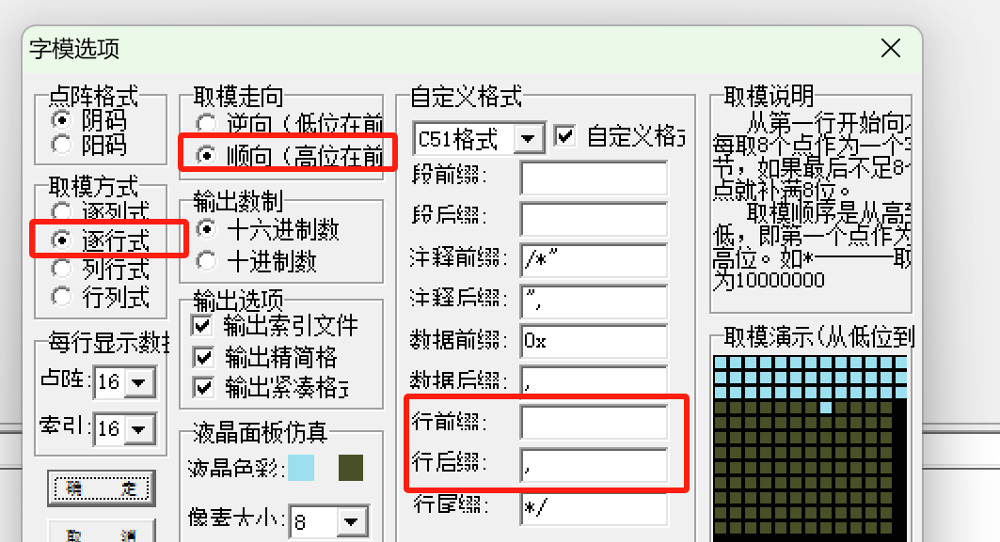 字模选项
点阵格式
阴码
阳码
取模方式
逐列式
逐行式
列行式
行列式
每行显示数据
点阵: 16
索引: 16
确 定
取 消
取模走向
逆向（低位在前
顺向（高位在前
输出数制
十六进制数
十进制数
输出选项
输出索引文件
输出精简格
输出紧凑格式
液晶面板仿真
液晶色彩:
像素大小: 8
自定义格式
C51格式 自定义格式
段前缀:
段后缀:
注释前缀: /*"
注释后缀: ",
数据前缀: 0x
数据后缀: ,
行前缀:
行后缀: ,
行尾缀: */
取模说明
从第一行开始向
每取8个点作为一个字
节，如果最后不足8个
点就补满8位。
取模顺序是从高到
低，即第一个点作为
高位。如*-------取
为10000000
取模演示(从低位到